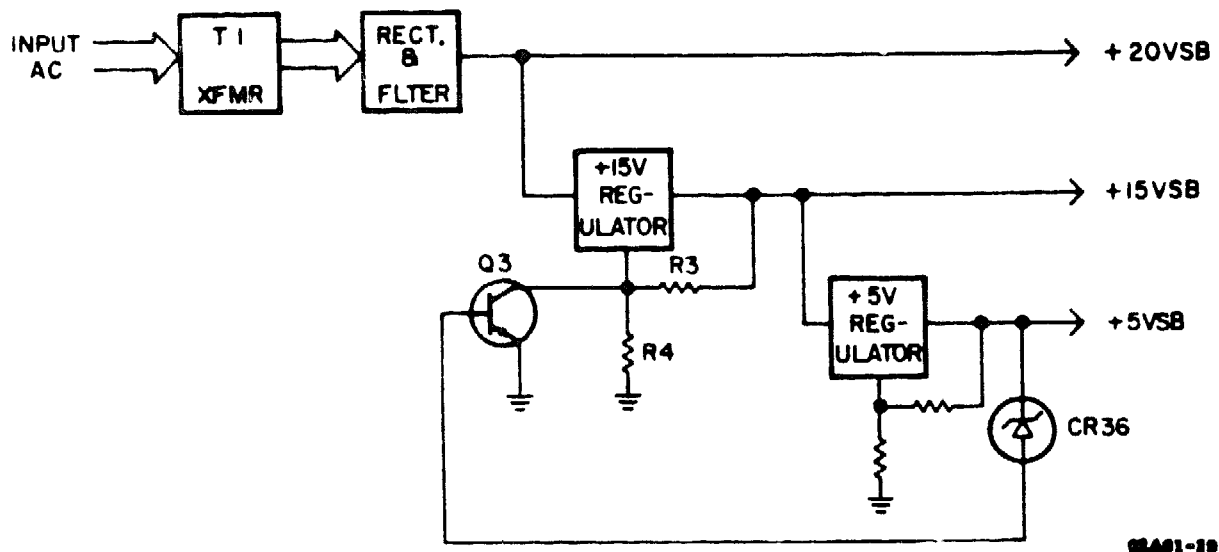 INPUT
AC
T1
XFMR
RECT.
&
FLTER
+20VSB
+15V
REG-
ULATOR
+15VSB
Q3
R3
R4
+5V
REG-
ULATOR
+5VSB
CR36